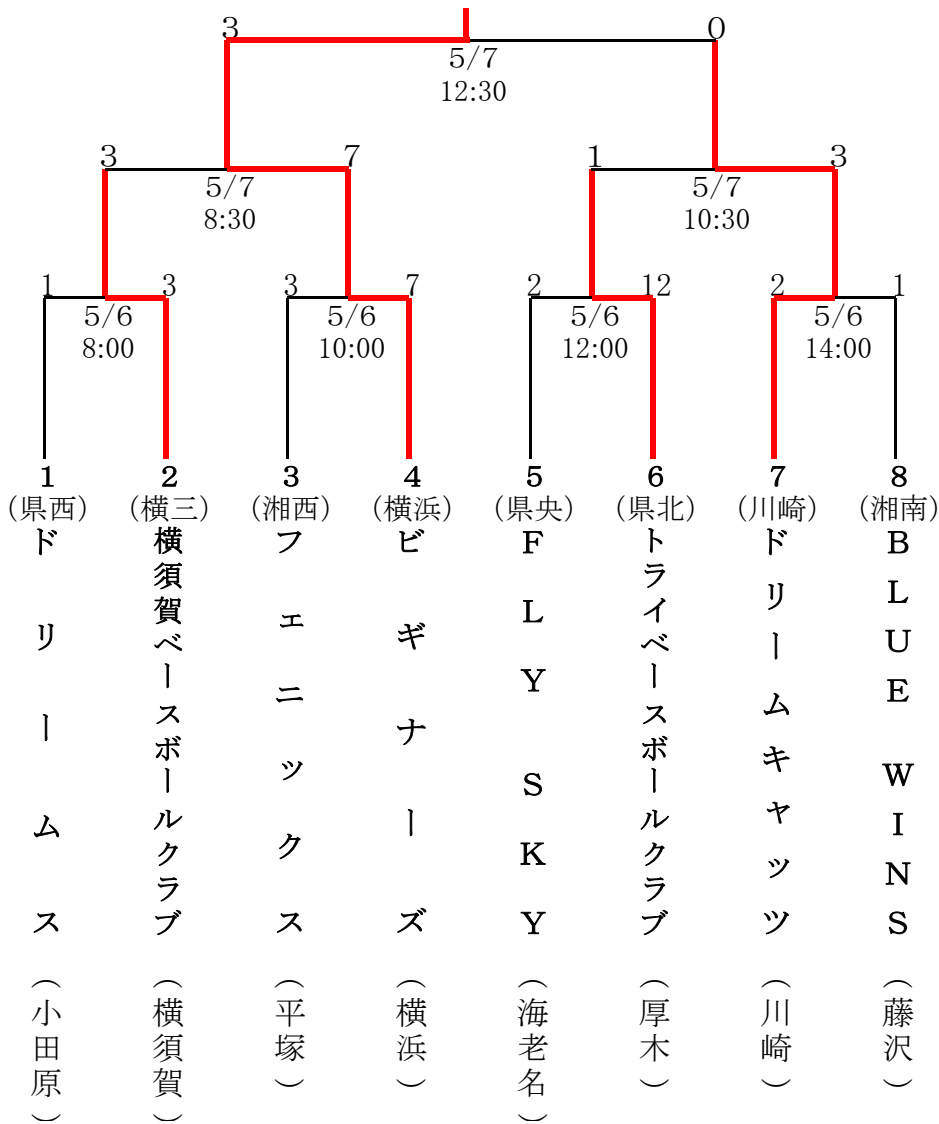 3 0
5/7
12:30
3 7 1 3
5/7 5/7
8:30 10:30
1 3 3 7 2 12 2 1
5/6 5/6 5/6 5/6
8:00 10:00 12:00 14:00
1 2 3 4 5 6 7 8
(県西) (横三) (湘西) (横浜) (県央) (県北) (川崎) (湘南)
ドリームス(小田原)
横須賀ベースボールクラブ(横須賀)
フェニックス(平塚)
ビギナーズ(横浜)
FLY SKY(海老名)
トライベースボールクラブ(厚木)
ドリームキャッツ(川崎)
BLUE WINS(藤沢)